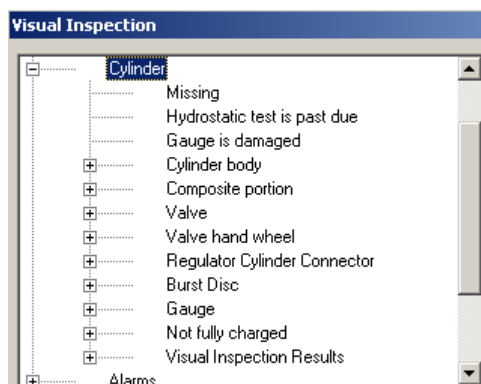 Visual Inspection
Cylinder
Missing
Hydrostatic test is past due
Gauge is damaged
Cylinder body
Composite portion
Valve
Valve hand wheel
Regulator Cylinder Connector
Burst Disc
Gauge
Not fully charged
Visual Inspection Results
Alarms